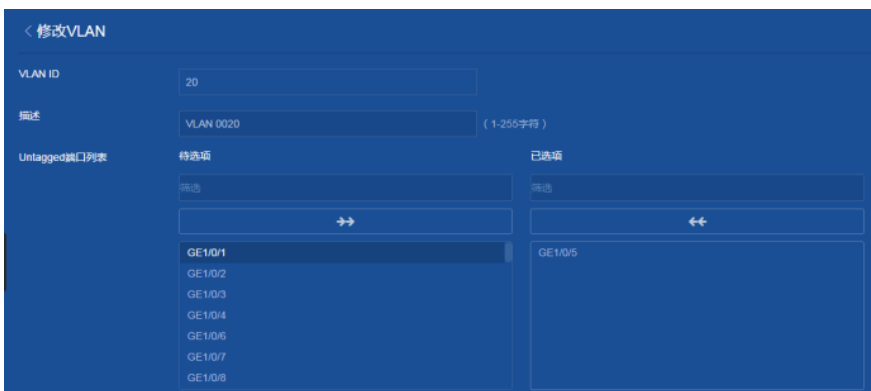 <修改VLAN
VLAN ID
20
描述
VLAN 0020
(1-255字符)
Untagged端口列表
待选项
已选项
筛选
筛选
GE1/0/1
GE1/0/5
GE1/0/2
GE1/0/3
GE1/0/4
GE1/0/6
GE1/0/7
GE1/0/8